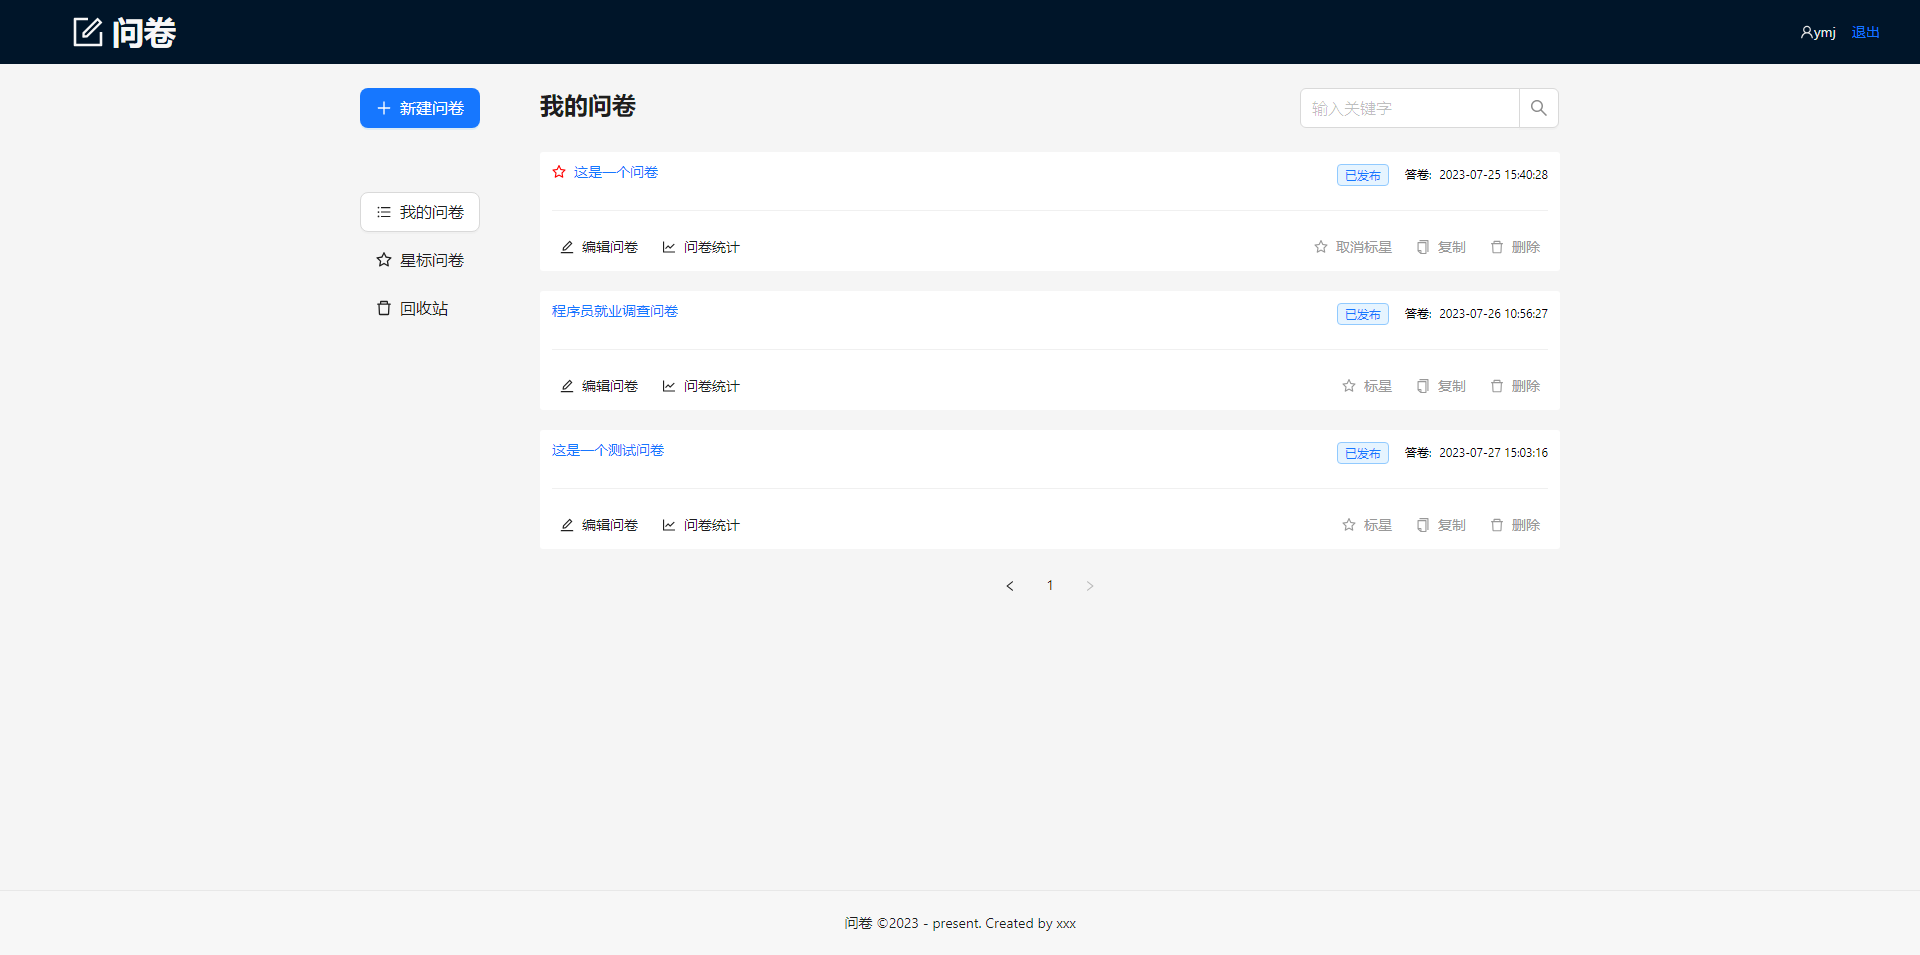 问卷
ymj 退出
新建问卷
我的问卷
星标问卷
回收站
我的问卷
输入关键字
这是一个问卷 已发布 答卷: 2023-07-25 15:40:28
编辑问卷 问卷统计 取消标星 复制 删除
程序员就业调查问卷 已发布 答卷: 2023-07-26 10:56:27
编辑问卷 问卷统计 标星 复制 删除
这是一个测试问卷 已发布 答卷: 2023-07-27 15:03:16
编辑问卷 问卷统计 标星 复制 删除
1
问卷 ©2023 - present. Created by xxx